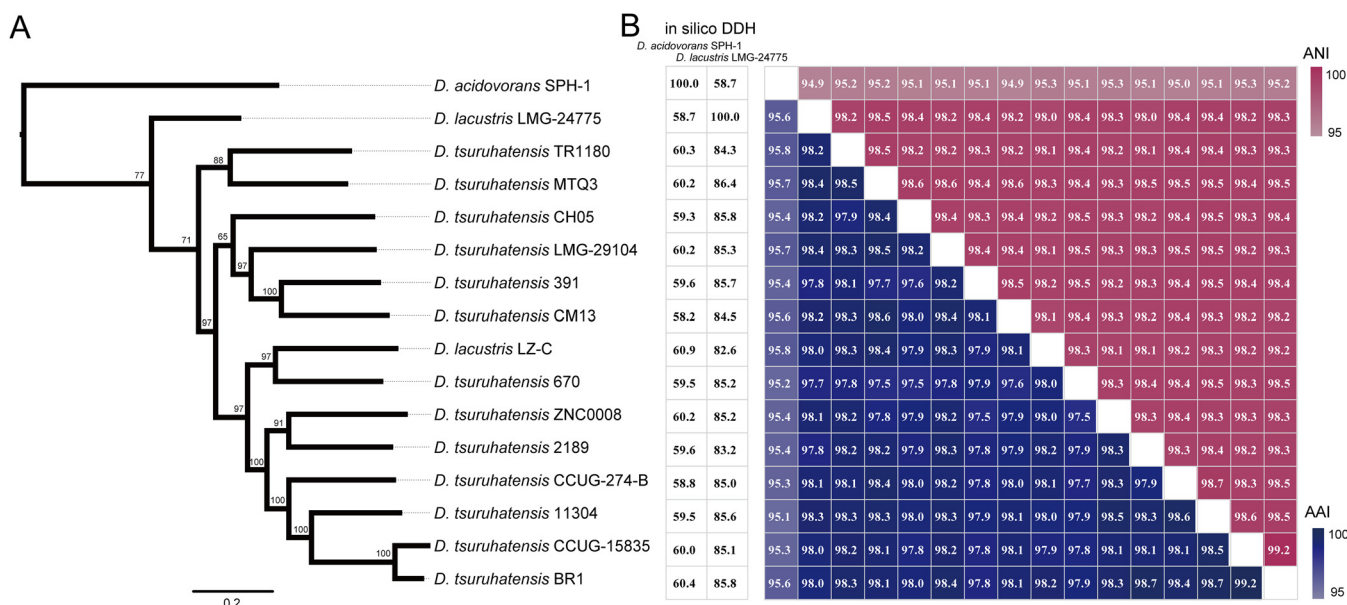 A
B
in silico DDH
D. acidovorans SPH-1
D. lacustris LMG-24775
ANI
100
95
D. acidovorans SPH-1 100.0 58.7 94.9 95.2 95.2 95.1 95.1 95.1 94.9 95.3 95.1 95.1 95.1 95.0 95.1 95.3 95.2
D. lacustris LMG-24775 58.7 100.0 95.6 98.2 98.5 98.4 98.2 98.4 98.2 98.0 98.4 98.3 98.0 98.4 98.2 98.3
D. tsuruhatensis TR1180 60.3 84.3 95.8 98.2 98.5 98.2 98.2 98.3 98.2 98.1 98.4 98.2 98.1 98.4 98.4 98.3 98.3
D. tsuruhatensis MTQ3 60.2 86.4 95.7 98.4 98.5 98.6 98.6 98.4 98.6 98.3 98.4 98.3 98.5 98.5 98.5 98.4 98.5
D. tsuruhatensis CH05 59.3 85.8 95.4 98.2 97.9 98.4 98.4 98.3 98.4 98.2 98.5 98.3 98.2 98.4 98.5 98.3 98.4
D. tsuruhatensis LMG-29104 60.2 85.3 95.7 98.4 98.3 98.5 98.2 98.4 98.4 98.1 98.5 98.3 98.3 98.5 98.5 98.2 98.3
D. tsuruhatensis 391 59.6 85.7 95.4 97.8 98.1 97.7 97.6 98.2 98.5 98.2 98.5 98.2 98.3 98.4 98.5 98.4 98.4
D. tsuruhatensis CM13 58.2 84.5 95.6 98.2 98.3 98.6 98.0 98.4 98.1 98.1 98.4 98.3 98.2 98.4 98.3 98.2 98.2
D. lacustris LZ-C 60.9 82.6 95.8 98.0 98.3 98.4 97.9 98.3 97.9 98.1 98.3 98.1 98.1 98.2 98.3 98.2 98.2
D. tsuruhatensis 670 59.5 85.2 95.2 97.7 97.8 97.5 97.5 97.8 97.9 97.6 98.0 98.3 98.4 98.4 98.5 98.3 98.5
D. tsuruhatensis ZNC0008 60.2 85.2 95.4 98.1 98.2 97.8 97.9 98.2 97.5 97.9 98.0 97.5 98.3 98.4 98.3 98.3 98.3
D. tsuruhatensis 2189 59.6 83.2 95.4 97.8 98.2 98.2 97.9 98.3 97.8 97.9 98.2 97.9 98.3 98.3 98.4 98.2 98.2
D. tsuruhatensis CCUG-274-B 58.8 85.0 95.3 98.1 98.1 98.4 98.0 98.2 97.8 98.0 98.1 97.7 98.3 97.9 98.7 98.3 98.5
D. tsuruhatensis 11304 59.5 85.6 95.1 98.3 98.3 98.3 98.0 98.3 97.9 98.1 98.0 97.9 98.5 98.3 98.6 98.6 98.5
D. tsuruhatensis CCUG-15835 60.0 85.1 95.3 98.0 98.2 98.1 97.8 98.2 97.8 98.1 97.9 97.8 98.1 98.1 98.1 98.5 99.2
D. tsuruhatensis BR1 60.4 85.8 95.6 98.0 98.3 98.1 98.0 98.4 97.8 98.1 98.2 97.9 98.3 98.7 98.4 98.7 99.2
77
88
71
65
97
100
97
97
97
91
100
100
100
100
0.2
AAI
100
95